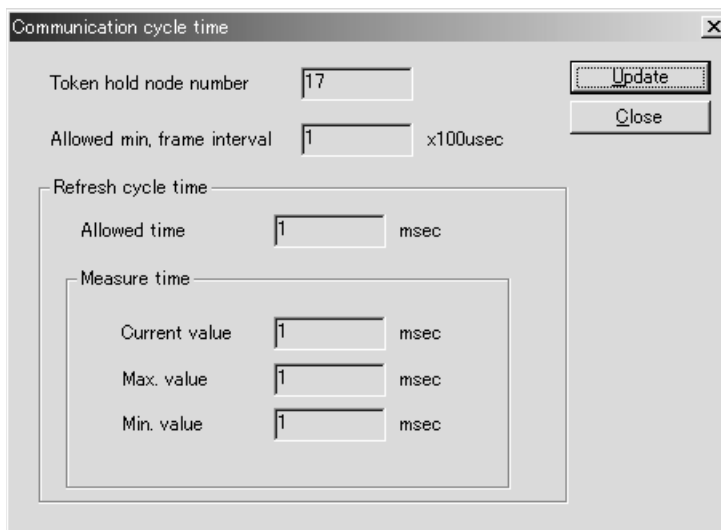 Communication cycle time
Token hold node number 17 Update
Allowed min, frame interval 1 x100usec Close
Refresh cycle time
Allowed time 1 msec
Measure time
Current value 1 msec
Max. value 1 msec
Min. value 1 msec